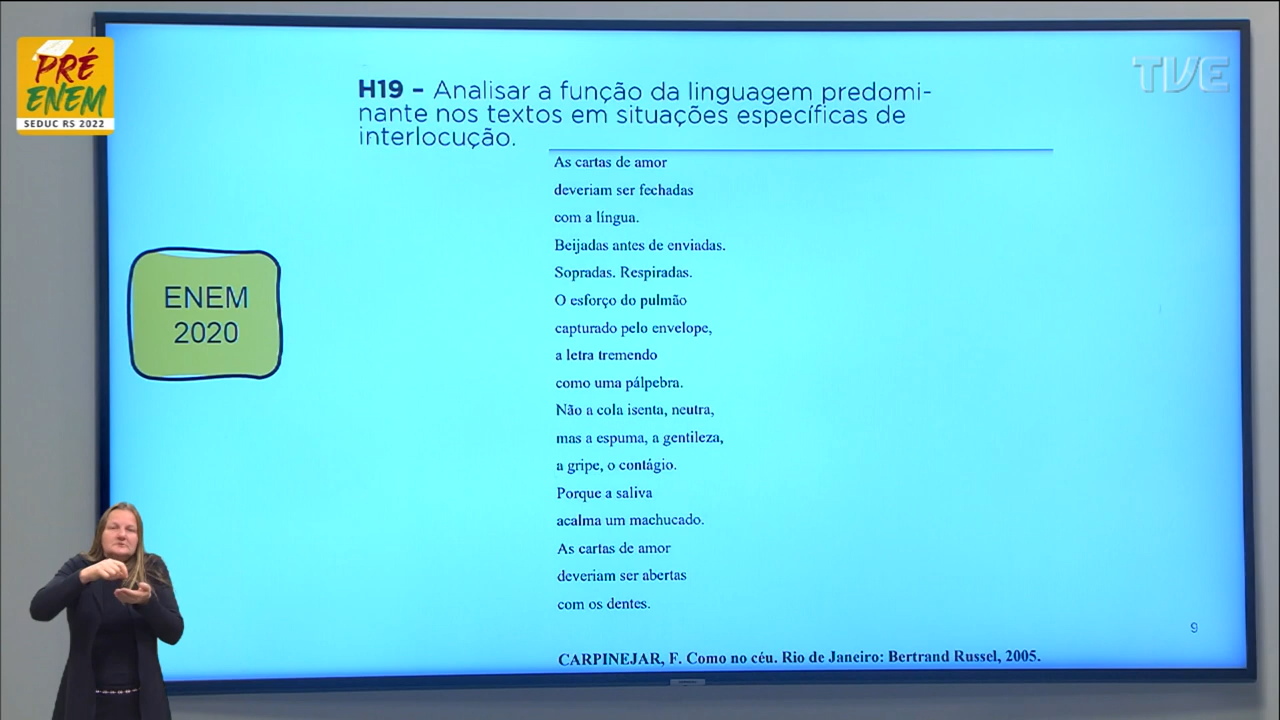 PRÉ
ENEM
SEDUC RS 2022
TVE
H19 – Analisar a função da linguagem predomi-
nante nos textos em situações específicas de
interlocução.
ENEM
2020
As cartas de amor
deveriam ser fechadas
com a língua.
Beijadas antes de enviadas.
Sopradas. Respiradas.
O esforço do pulmão
capturado pelo envelope,
a letra tremendo
como uma pálpebra.
Não a cola isenta, neutra,
mas a espuma, a gentileza,
a gripe, o contágio.
Porque a saliva
acalma um machucado.
As cartas de amor
deveriam ser abertas
com os dentes.
9
CARPINEJAR, F. Como no céu. Rio de Janeiro: Bertrand Russel, 2005.